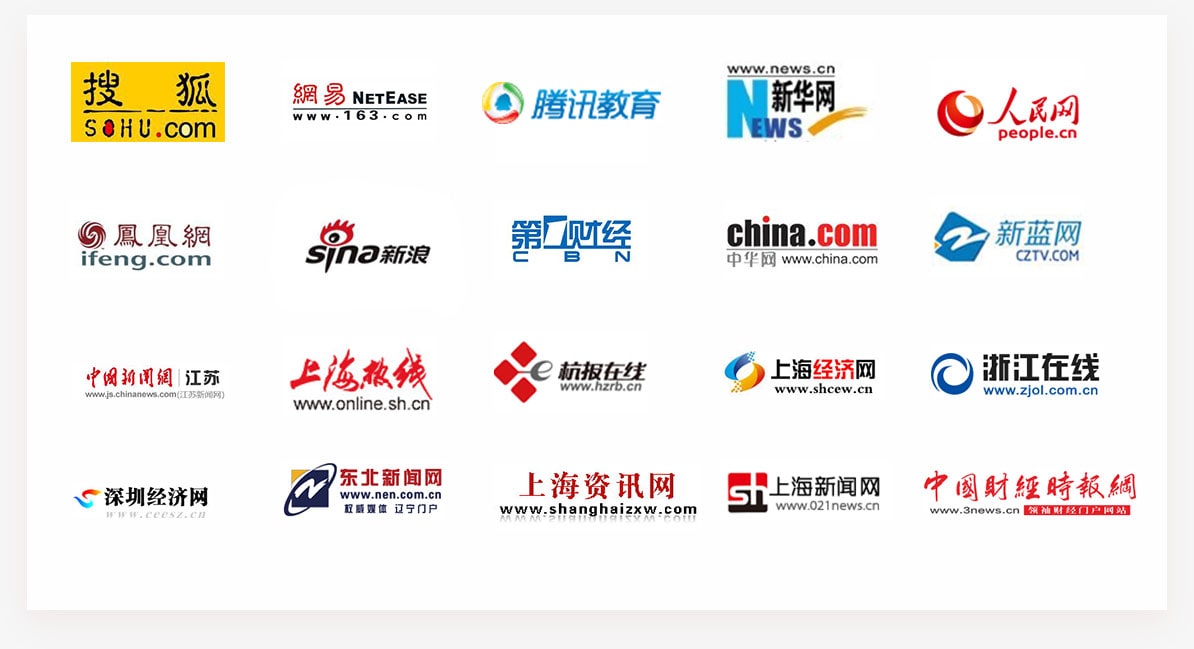 搜狐
SOHU.com
網易 NETEASE
www.163.com
腾讯教育
www.news.cn
新华网
NEWS
人民网
people.cn
鳳凰網
ifeng.com
sina新浪
第一财经
CBN
china.com
中华网 www.china.com
新蓝网
CZTV.COM
中国新闻網 江苏
www.js.chinanews.com(江苏新闻网)
上海热线
www.online.sh.cn
杭报在线
www.hzrb.cn
上海经济网
www.shcew.cn
浙江在线
www.zjol.com.cn
深圳经济网
www.ceesz.cn
东北新闻网
www.nen.com.cn
权威媒体 辽宁门户
上海资讯网
www.shanghaizxw.com
sh 上海新闻网
www.021news.cn
中國財經時報網
www.3news.cn 领袖财经门户网站